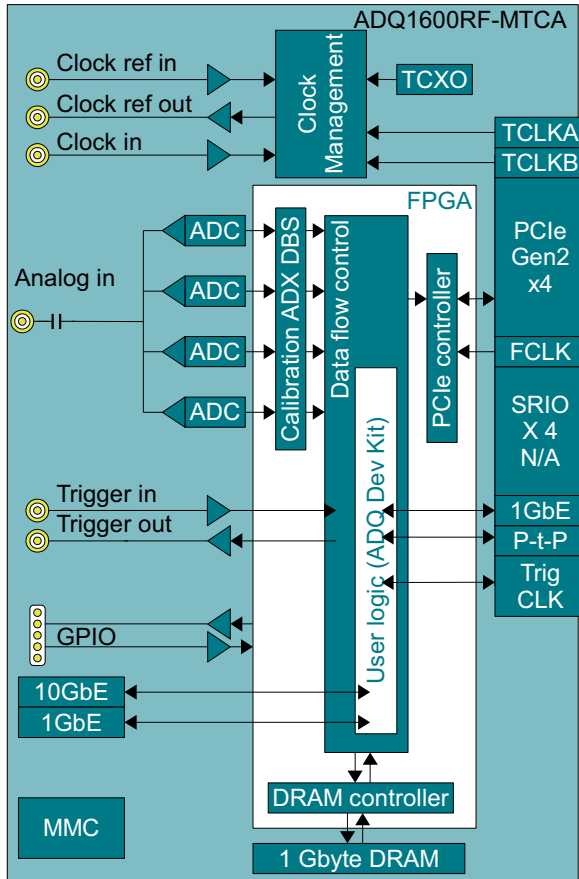 ADQ1600RF-MTCA
Clock ref in
Clock ref out
Clock in
Clock
Management
TCXO
TCLKA
TCLKB
FPGA
ADC
ADC
ADC
ADC
Analog in
Calibration ADX DBS
Data flow control
PCIe controller
PCIe
Gen2
x4
FCLK
SRIO
X 4
N/A
1GbE
P-t-P
Trig
CLK
Trigger in
Trigger out
User logic (ADQ Dev Kit)
GPIO
10GbE
1GbE
DRAM controller
MMC
1 Gbyte DRAM